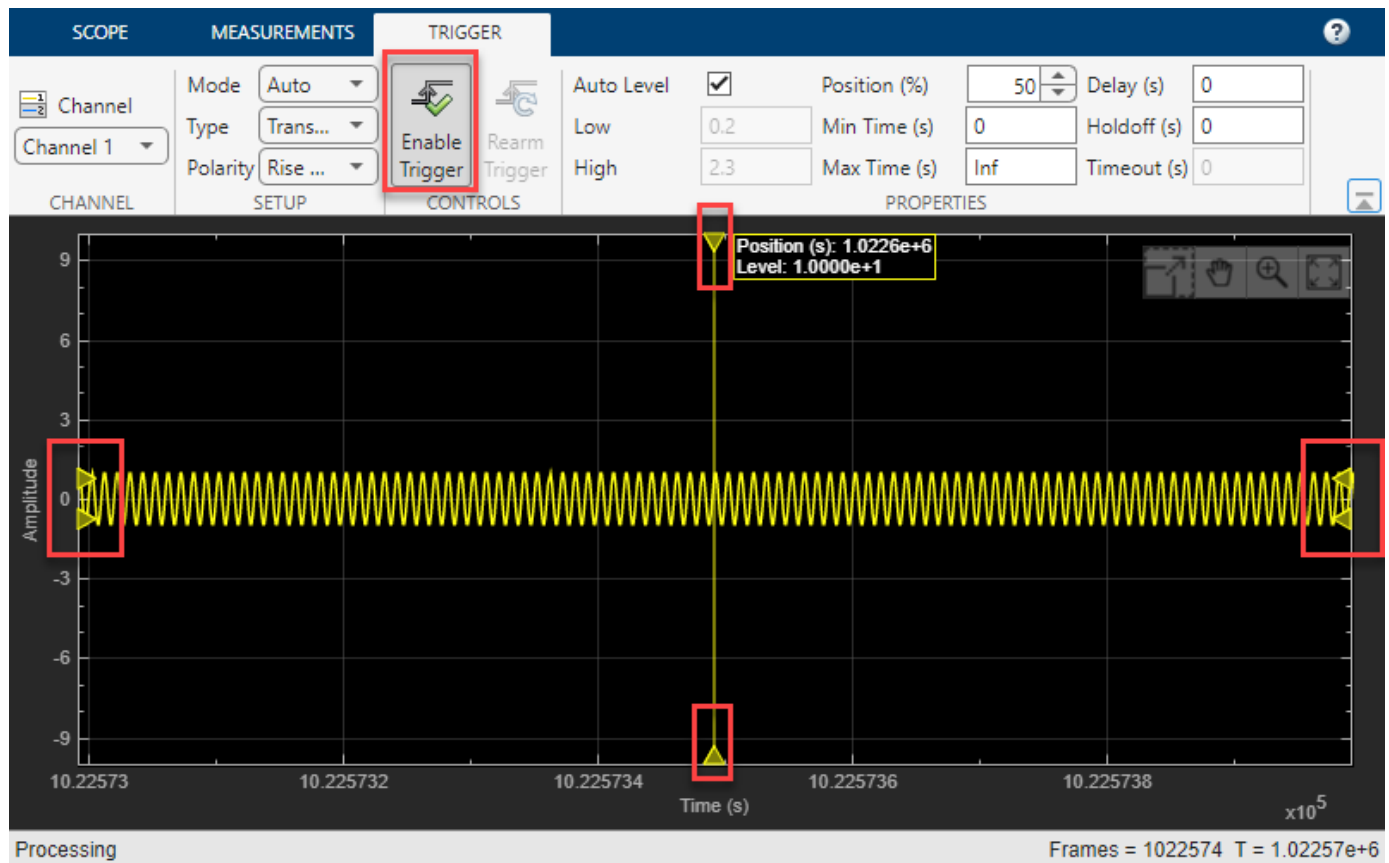 SCOPE MEASUREMENTS TRIGGER ?
Channel
Channel 1
CHANNEL
Mode Auto
Type Trans...
Polarity Rise ...
SETUP
Enable
Trigger
Rearm
Trigger
CONTROLS
Auto Level
Low 0.2
High 2.3
Position (%) 50
Min Time (s) 0
Max Time (s) Inf
Delay (s) 0
Holdoff (s) 0
Timeout (s) 0
PROPERTIES
Position (s): 1.0226e+6
Level: 1.0000e+1
9
6
3
0
-3
-6
-9
Amplitude
10.22573 10.225732 10.225734 10.225736 10.225738
Time (s)
x10^5
Processing
Frames = 1022574 T = 1.02257e+6